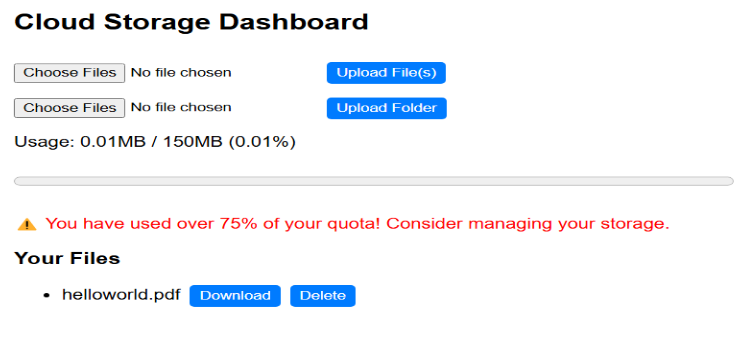 Cloud Storage Dashboard
Choose Files No file chosen Upload File(s)
Choose Files No file chosen Upload Folder
Usage: 0.01MB / 150MB (0.01%)
⚠ You have used over 75% of your quota! Consider managing your storage.
Your Files
• helloworld.pdf Download Delete